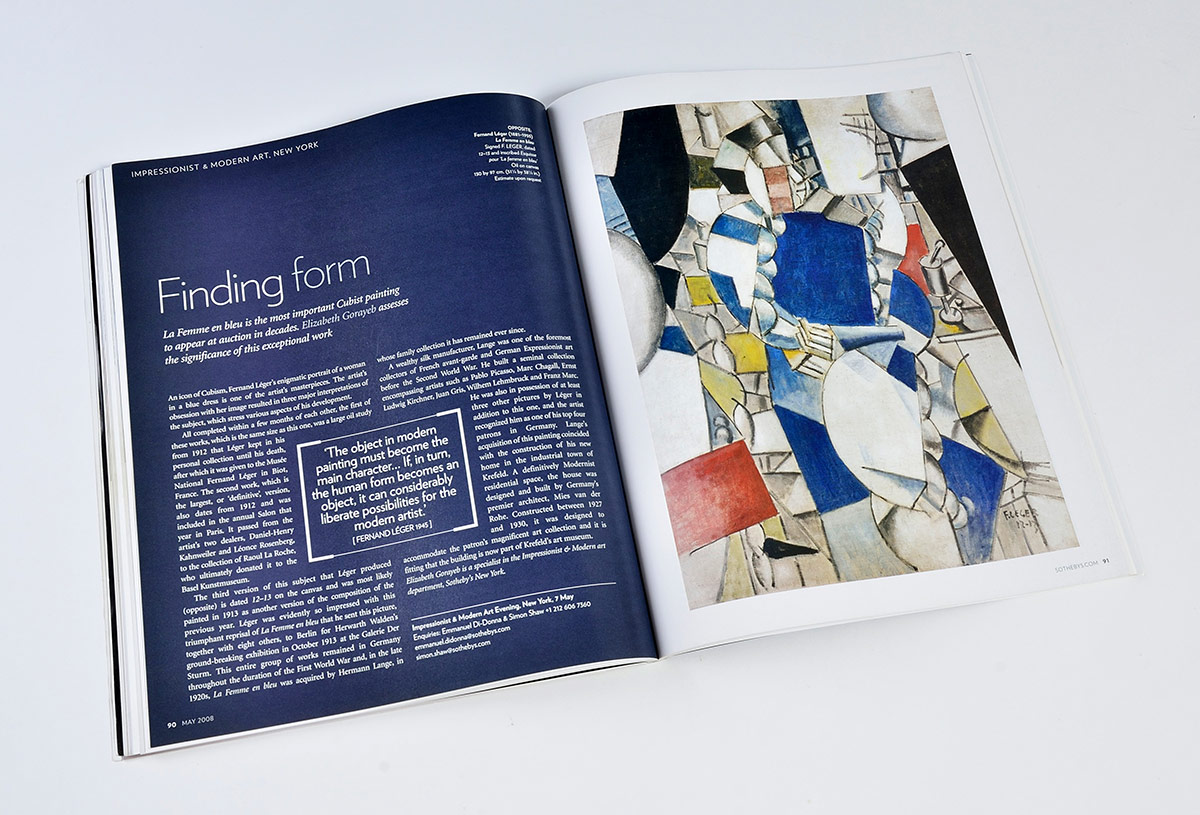 IMPRESSIONIST & MODERN ART, NEW YORK
OPPOSITE,
Fernand Léger (1881–1955)
La Femme en bleu
Signed F. LEGER, dated
12–13 and inscribed Esquisse
pour 'La femme en bleu'
Oil on canvas
130 by 97 cm. (51¼ by 38¼ in.)
Estimate upon request
Finding form
La Femme en bleu is the most important Cubist painting
to appear at auction in decades. Elizabeth Gorayeb assesses
the significance of this exceptional work
An icon of Cubism, Fernand Léger's enigmatic portrait of a woman
in a blue dress is one of the artist's masterpieces. The artist's
obsession with her image resulted in three major interpretations of
the subject, which stress various aspects of his development.
All completed within a few months of each other, the first of
these works, which is the same size as this one, was a large oil study
from 1912 that Léger kept in his
personal collection until his death,
after which it was given to the Musée
National Fernand Léger in Biot,
France. The second work, which is
the largest, or 'definitive', version,
also dates from 1912 and was
included in the annual Salon that
year in Paris. It passed from the
artist's two dealers, Daniel-Henry
Kahnweiler and Léonce Rosenberg,
to the collection of Raoul La Roche,
who ultimately donated it to the
Basel Kunstmuseum.
The third version of this subject that Léger produced
(opposite) is dated 12–13 on the canvas and was most likely
painted in 1913 as another version of the composition of the
previous year. Léger was evidently so impressed with this
triumphant reprisal of La Femme en bleu that he sent this picture,
together with eight others, to Berlin for Herwarth Walden's
ground-breaking exhibition in October 1913 at the Galerie Der
Sturm. This entire group of works remained in Germany
throughout the duration of the First World War and, in the late
1920s, La Femme en bleu was acquired by Hermann Lange, in
'The object in modern
painting must become the
main character... If, in turn,
the human form becomes an
object, it can considerably
liberate possibilities for the
modern artist.'
[ FERNAND LÉGER 1945 ]
whose family collection it has remained ever since.
A wealthy silk manufacturer, Lange was one of the foremost
collectors of French avant-garde and German Expressionist art
before the Second World War. He built a seminal collection
encompassing artists such as Pablo Picasso, Marc Chagall, Ernst
Ludwig Kirchner, Juan Gris, Wilhem Lehmbruck and Franz Marc.
He was also in possession of at least
three other pictures by Léger in
addition to this one, and the artist
recognized him as one of his top four
patrons in Germany. Lange's
acquisition of this painting coincided
with the construction of his new
home in the industrial town of
Krefeld. A definitively Modernist
residential space, the house was
designed and built by Germany's
premier architect, Mies van der
Rohe. Constructed between 1927
and 1930, it was designed to
accommodate the patron's magnificent art collection and it is
fitting that the building is now part of Krefeld's art museum.
Elizabeth Gorayeb is a specialist in the Impressionist & Modern art
department, Sotheby's New York.
Impressionist & Modern Art Evening, New York, 7 May
Enquiries: Emmanuel Di-Donna & Simon Shaw +1 212 606 7360
emmanuel.didonna@sothebys.com
simon.shaw@sothebys.com
90 MAY 2008
F. LEGER
12-13
SOTHEBYS.COM 91